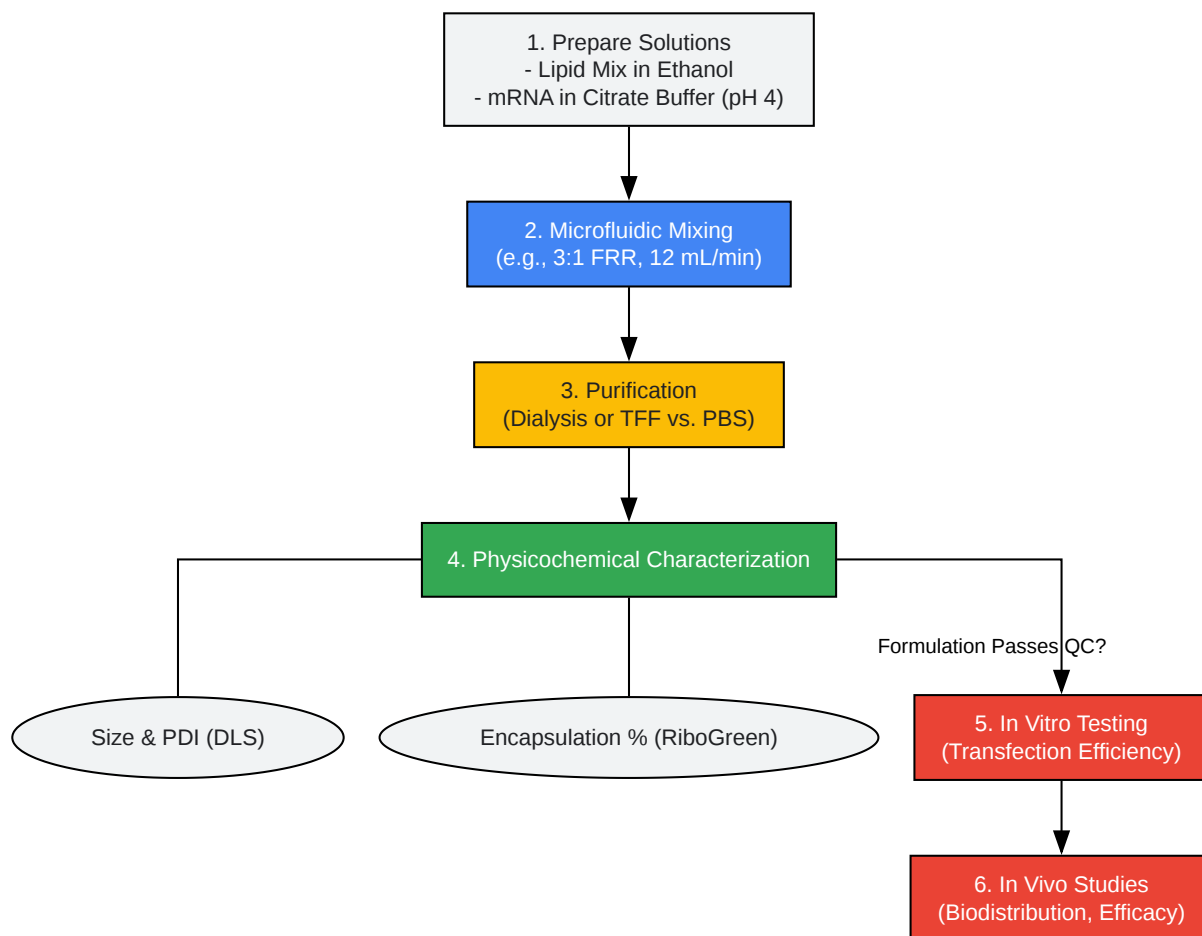 1. Prepare Solutions
- Lipid Mix in Ethanol
- mRNA in Citrate Buffer (pH 4)
2. Microfluidic Mixing
(e.g., 3:1 FRR, 12 mL/min)
3. Purification
(Dialysis or TFF vs. PBS)
4. Physicochemical Characterization
Formulation Passes QC?
Size & PDI (DLS)
Encapsulation % (RiboGreen)
5. In Vitro Testing
(Transfection Efficiency)
6. In Vivo Studies
(Biodistribution, Efficacy)